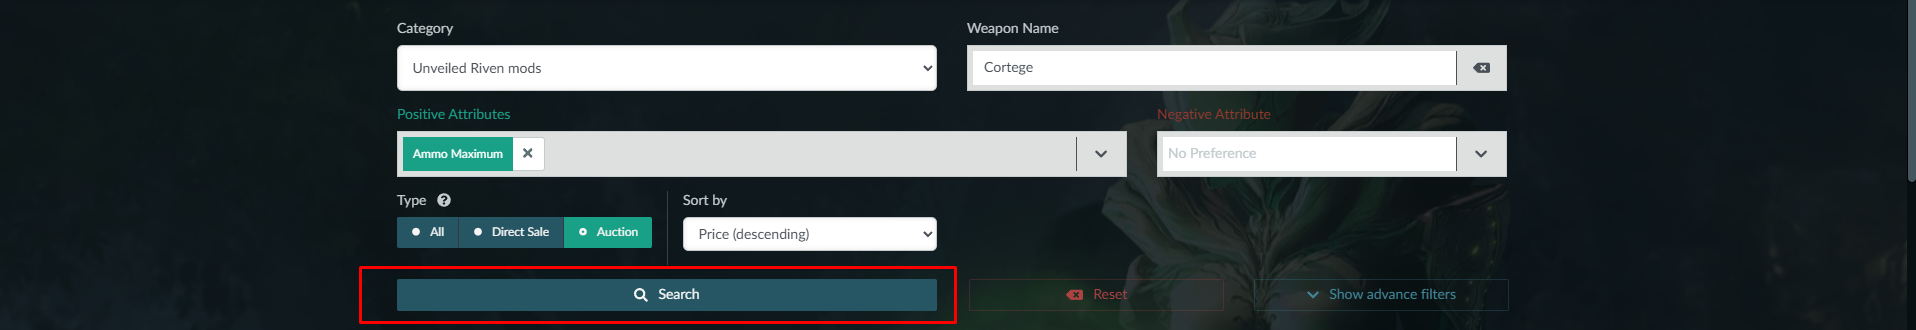 Category
Weapon Name
Unveiled Riven mods
Cortege
Positive Attributes
Negative Attribute
Ammo Maximum
No Preference
Type
Sort by
All
Direct Sale
Auction
Price (descending)
Search
Reset
Show advance filters